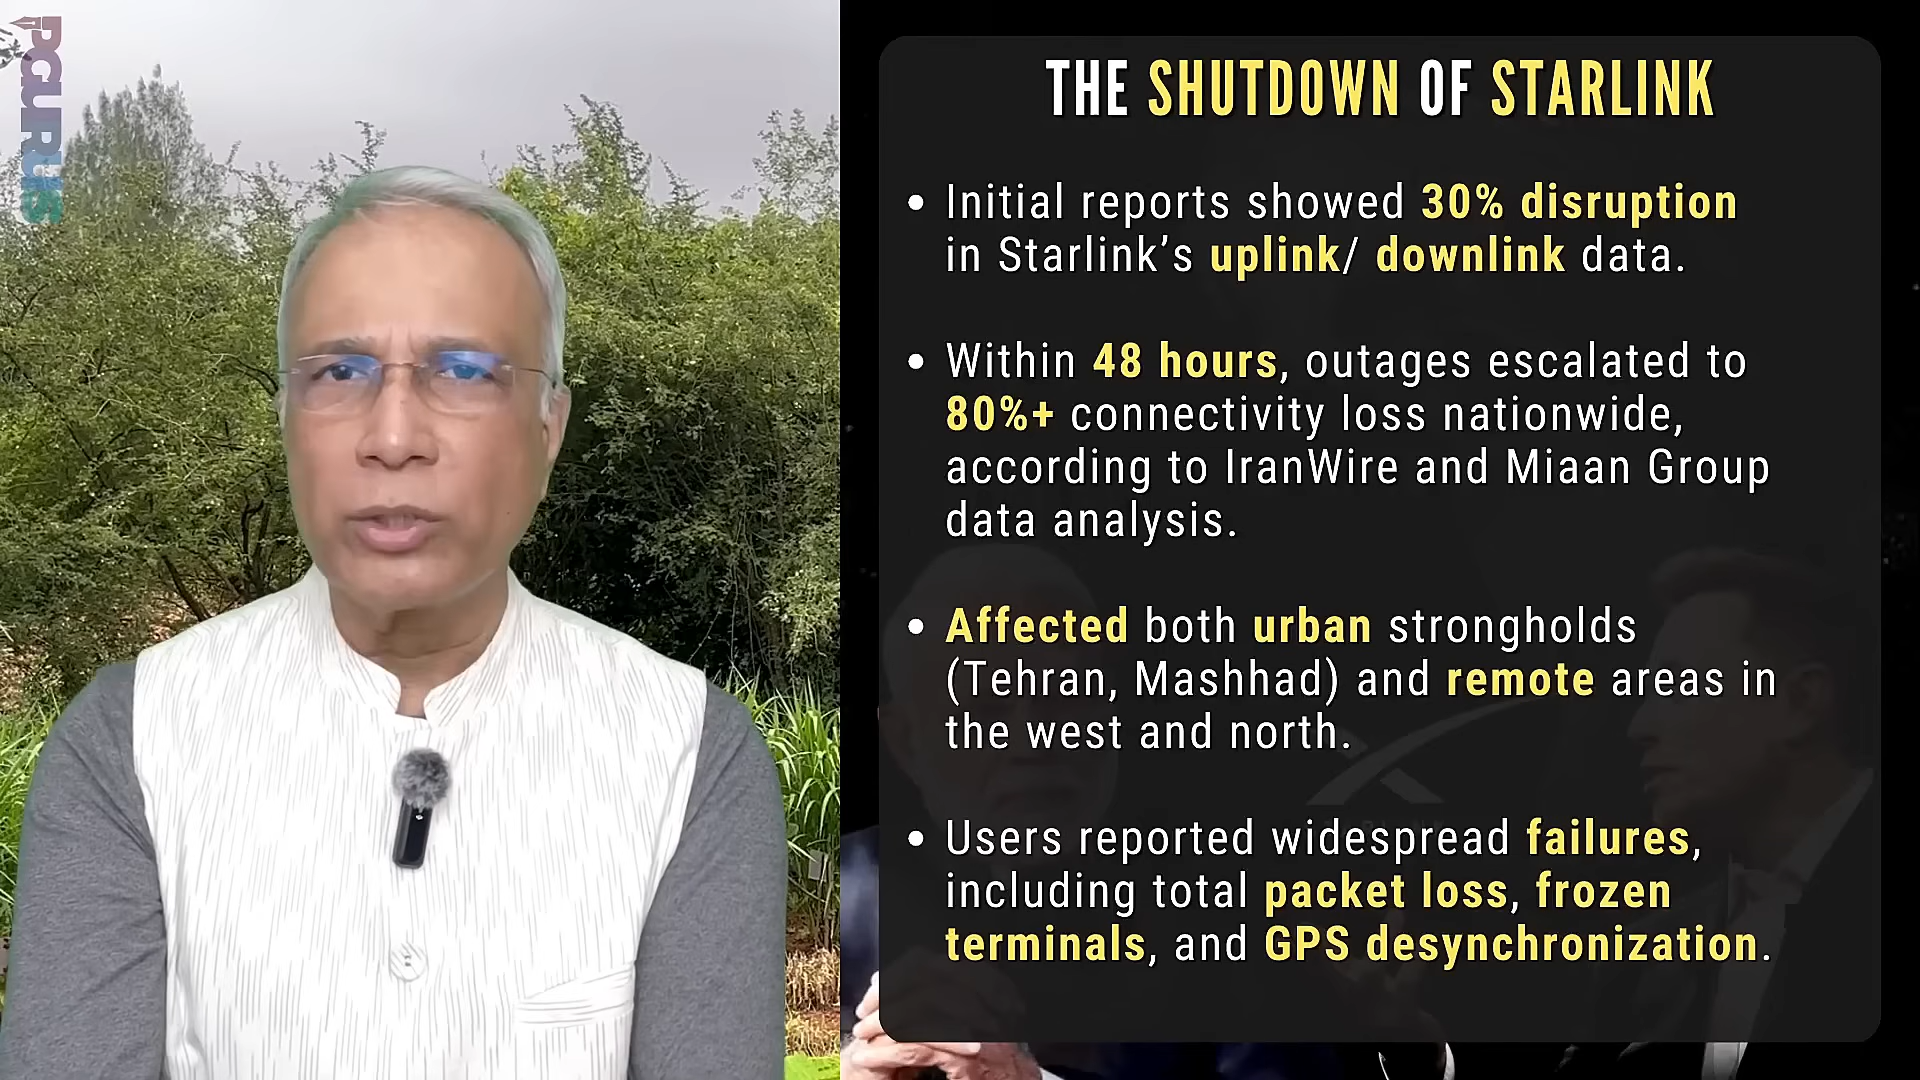 PGURUS
THE SHUTDOWN OF STARLINK
• Initial reports showed 30% disruption
in Starlink’s uplink/ downlink data.
• Within 48 hours, outages escalated to
80%+ connectivity loss nationwide,
according to IranWire and Miaan Group
data analysis.
• Affected both urban strongholds
(Tehran, Mashhad) and remote areas in
the west and north.
• Users reported widespread failures,
including total packet loss, frozen
terminals, and GPS desynchronization.